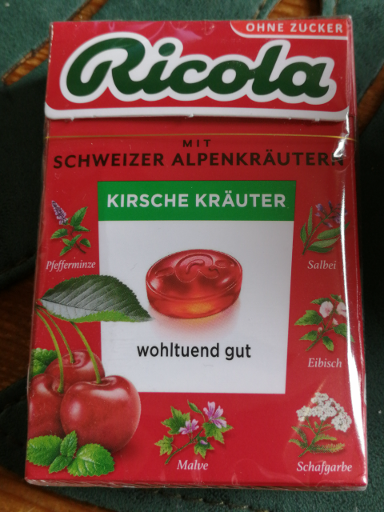 OHNE ZUCKER
Ricola
MIT
SCHWEIZER ALPENKRÄUTERN
KIRSCHE KRÄUTER
Pfefferminze
Salbei
wohltuend gut
Eibisch
Malve
Schafgarbe